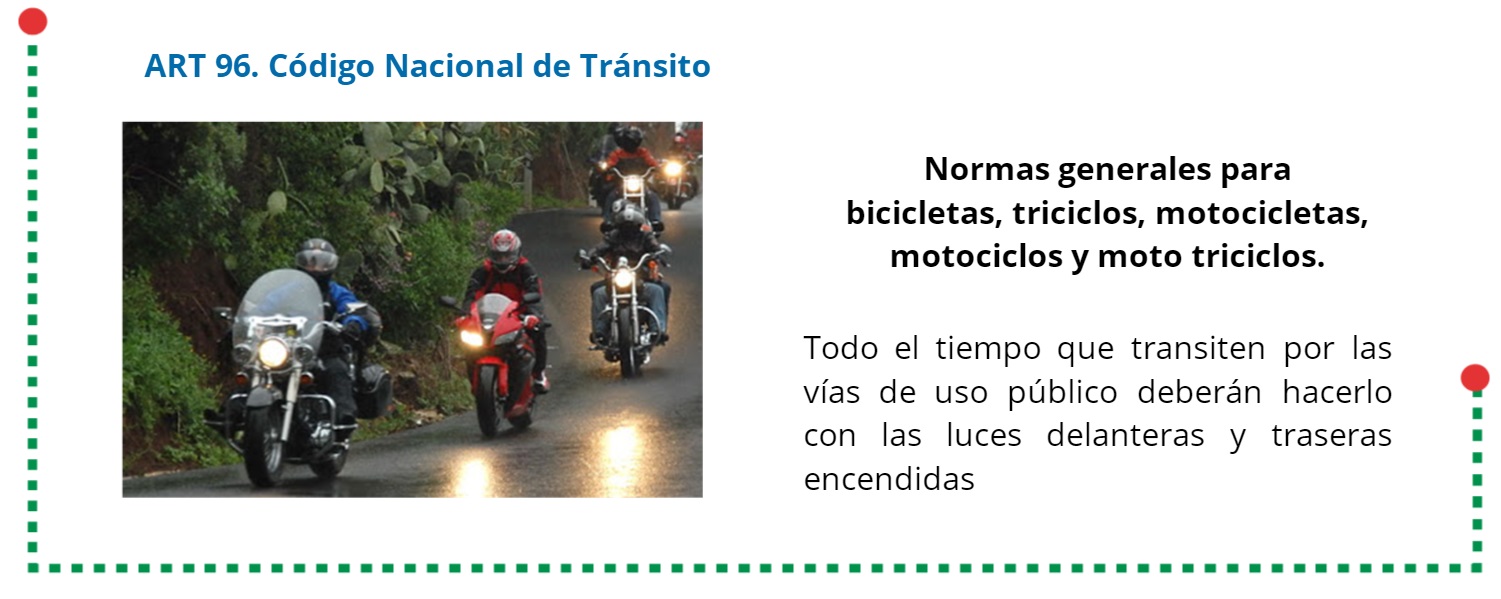 ART 96. Código Nacional de Tránsito
Normas generales para
bicicletas, triciclos, motocicletas,
motociclos y moto triciclos.
Todo el tiempo que transiten por las
vías de uso público deberán hacerlo
con las luces delanteras y traseras
encendidas